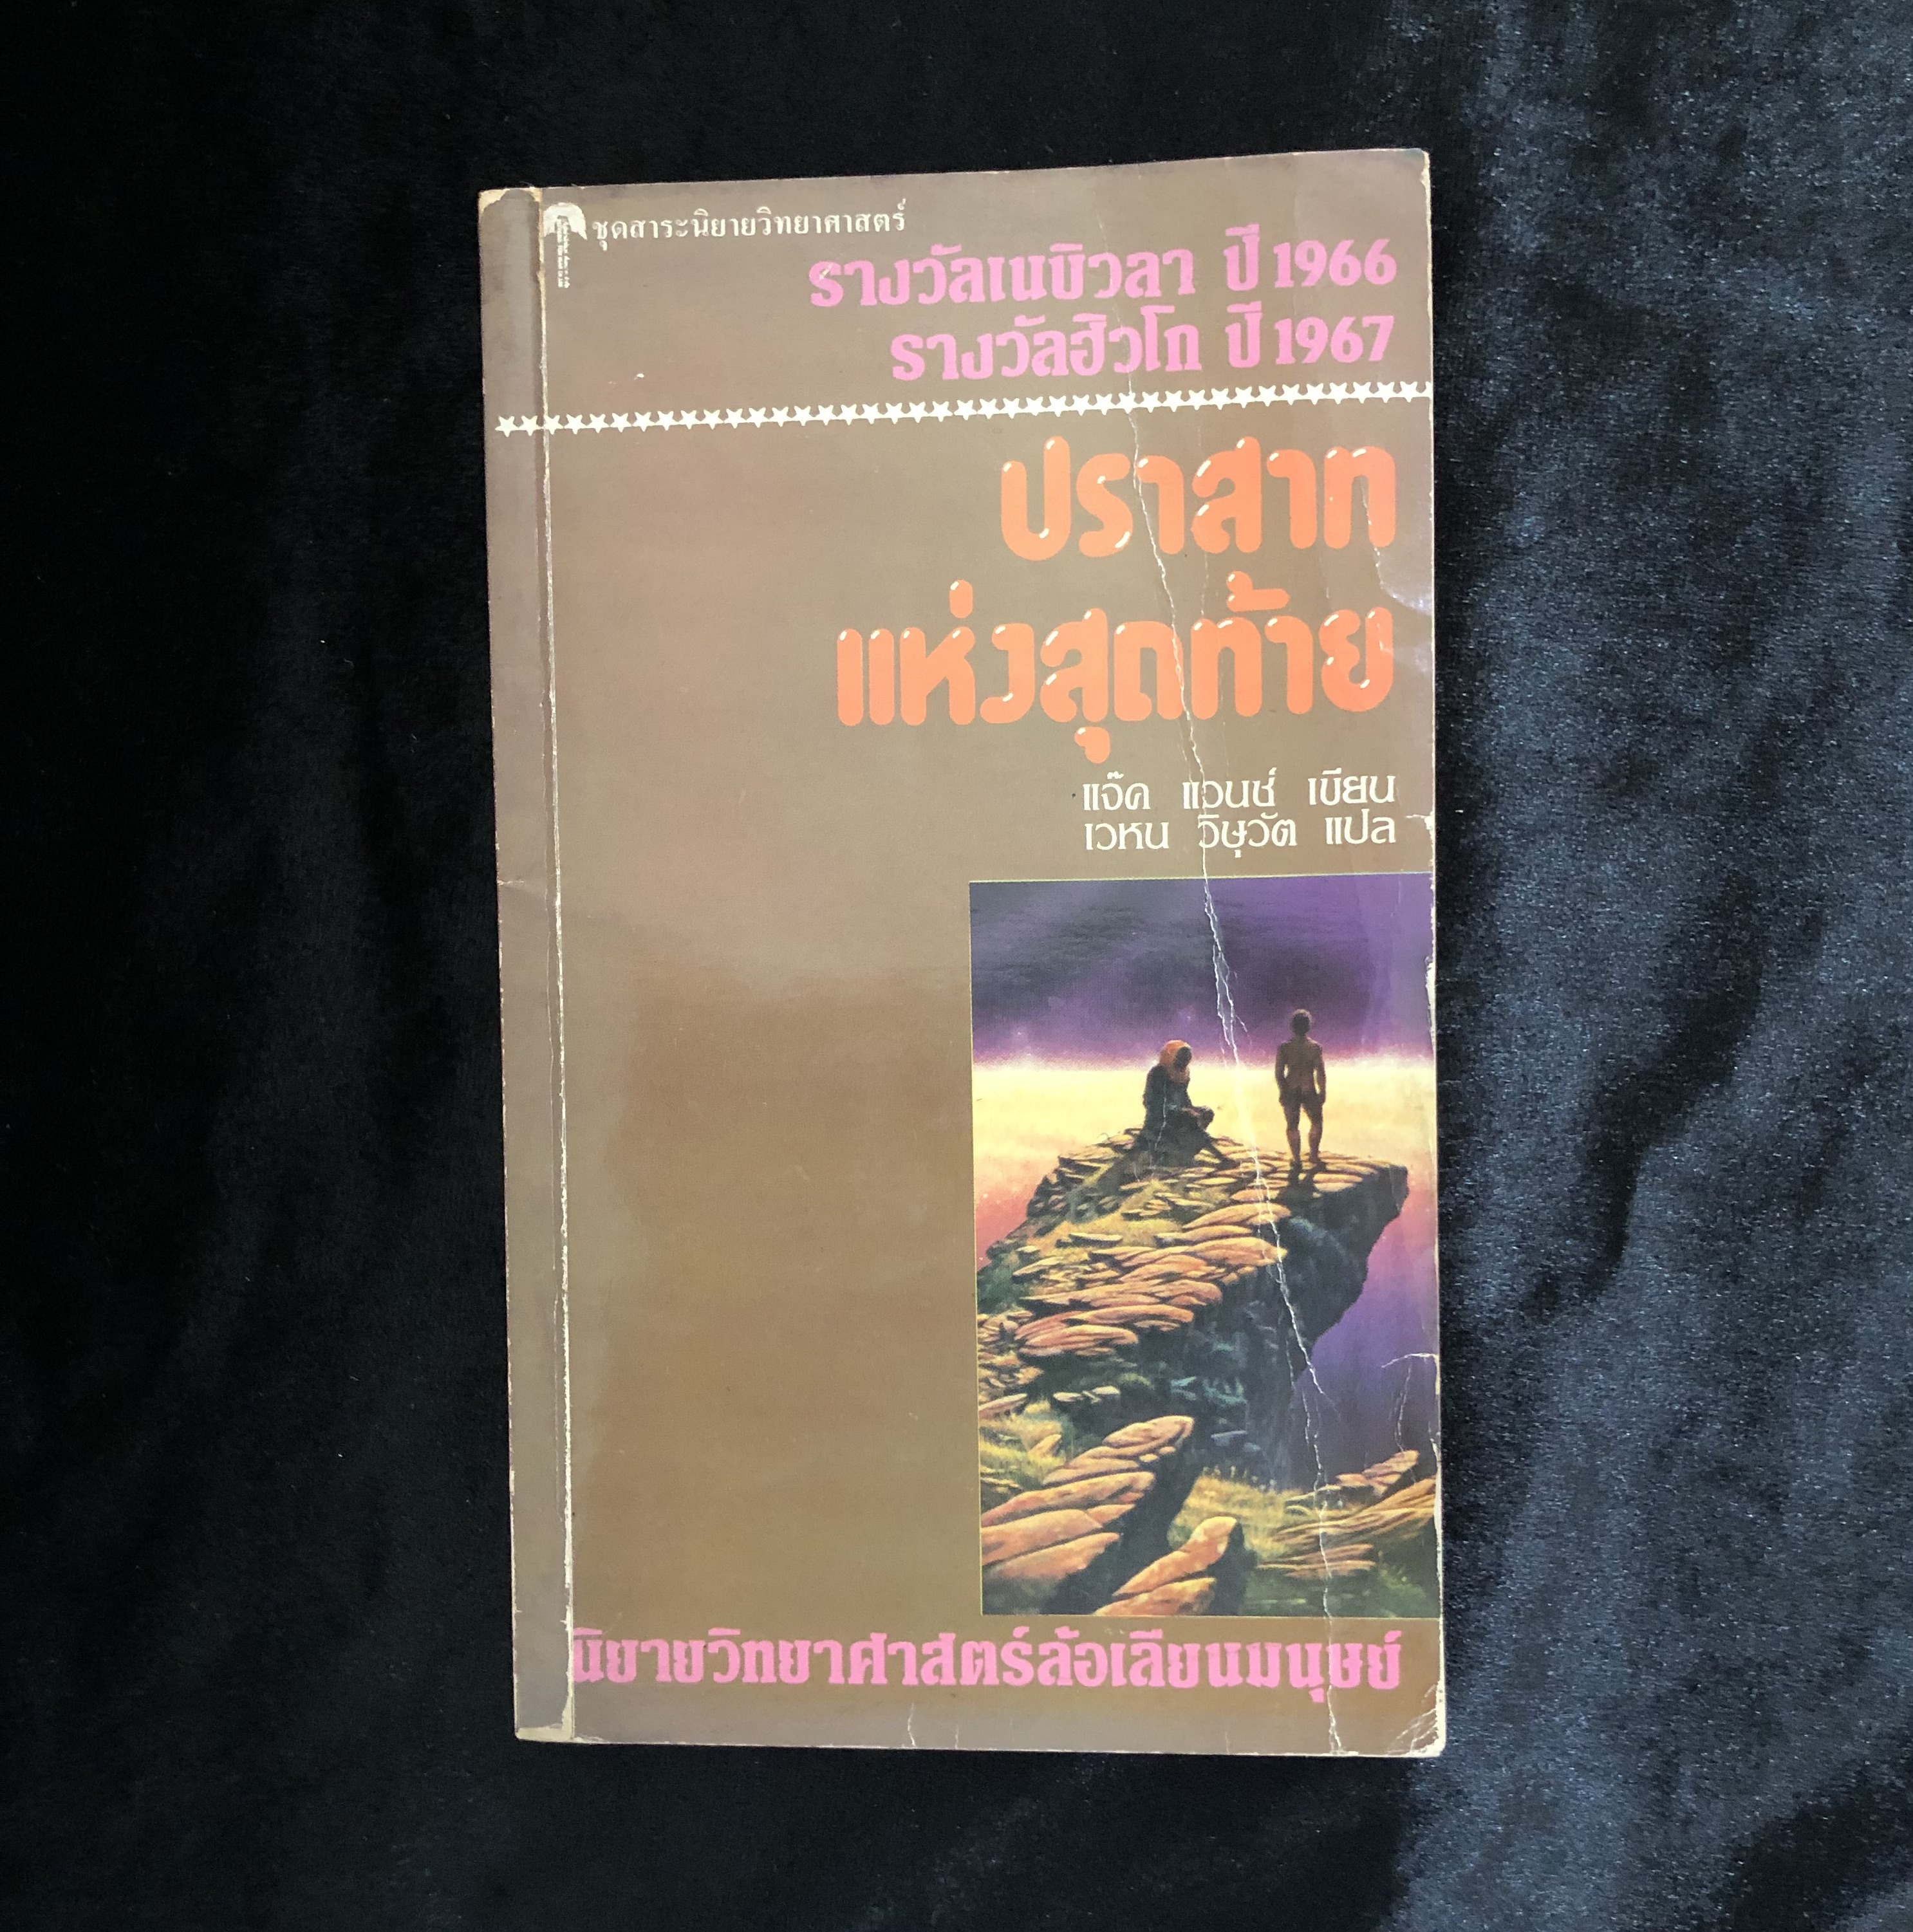 ชุดสาระนิยายวิทยาศาสตร์
รางวัลเนบิวลา ปี 1966
รางวัลฮิวโก ปี 1967
ปราสาท
แห่งสุดท้าย
แจ๊ค แวนซ์ เขียน
เวหน วิษุวัต แปล
นิยายวิทยาศาสตร์ล้อเลียนมนุษย์